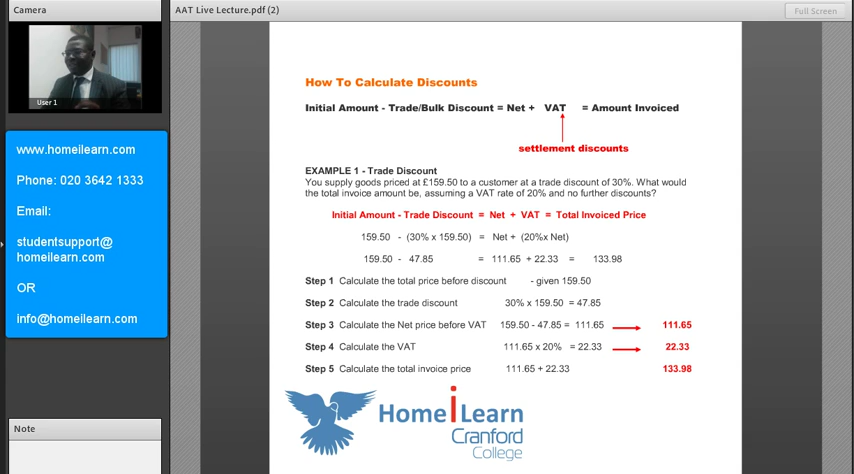 Camera
AAT Live Lecture.pdf (2)
Full Screen
User 1
www.homeilearn.com
Phone: 020 3642 1333
Email:
studentsupport@
homeilearn.com
OR
info@homeilearn.com
Note
How To Calculate Discounts
Initial Amount - Trade/Bulk Discount = Net + VAT = Amount Invoiced
settlement discounts
EXAMPLE 1 - Trade Discount
You supply goods priced at £159.50 to a customer at a trade discount of 30%. What would
the total invoice amount be, assuming a VAT rate of 20% and no further discounts?
Initial Amount - Trade Discount = Net + VAT = Total Invoiced Price
159.50 - (30% x 159.50) = Net + (20%x Net)
159.50 - 47.85 = 111.65 + 22.33 = 133.98
Step 1 Calculate the total price before discount - given 159.50
Step 2 Calculate the trade discount 30% x 159.50 = 47.85
Step 3 Calculate the Net price before VAT 159.50 - 47.85 = 111.65 111.65
Step 4 Calculate the VAT 111.65 x 20% = 22.33 22.33
Step 5 Calculate the total invoice price 111.65 + 22.33 133.98
Home i Learn
Cranford
College